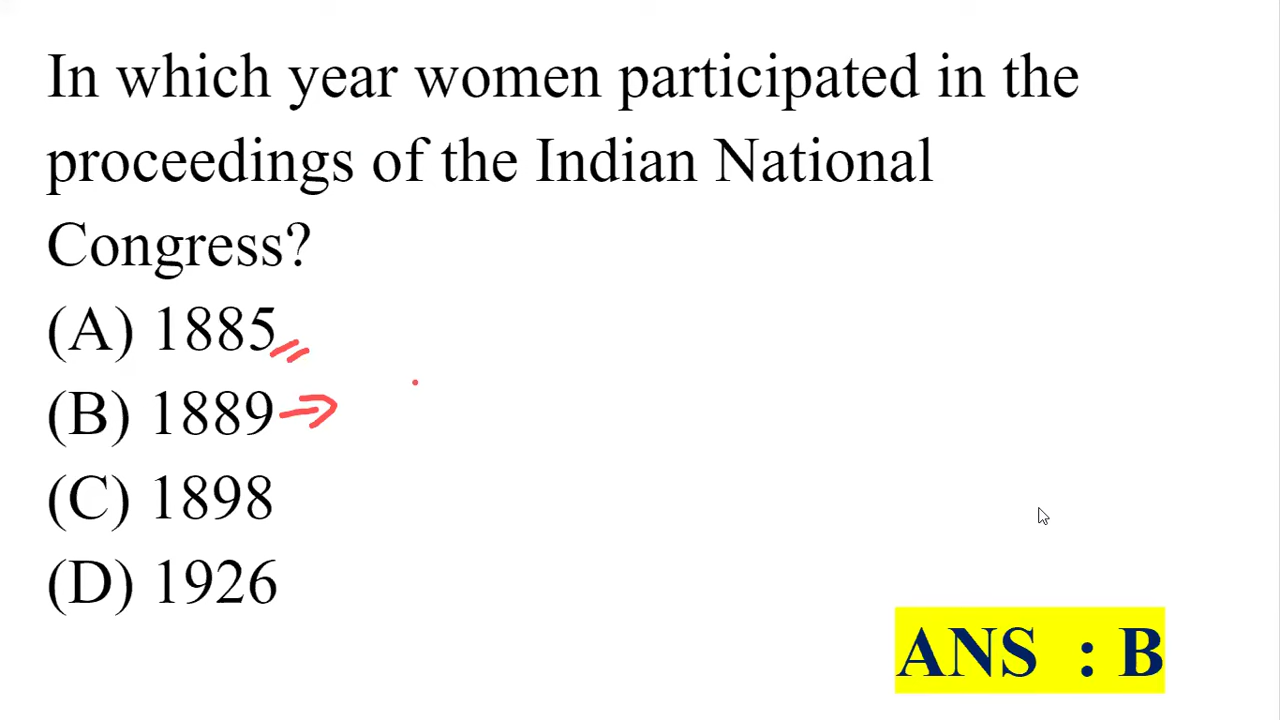 In which year women participated in the
proceedings of the Indian National
Congress?
(A) 1885
(B) 1889
(C) 1898
(D) 1926
ANS : B